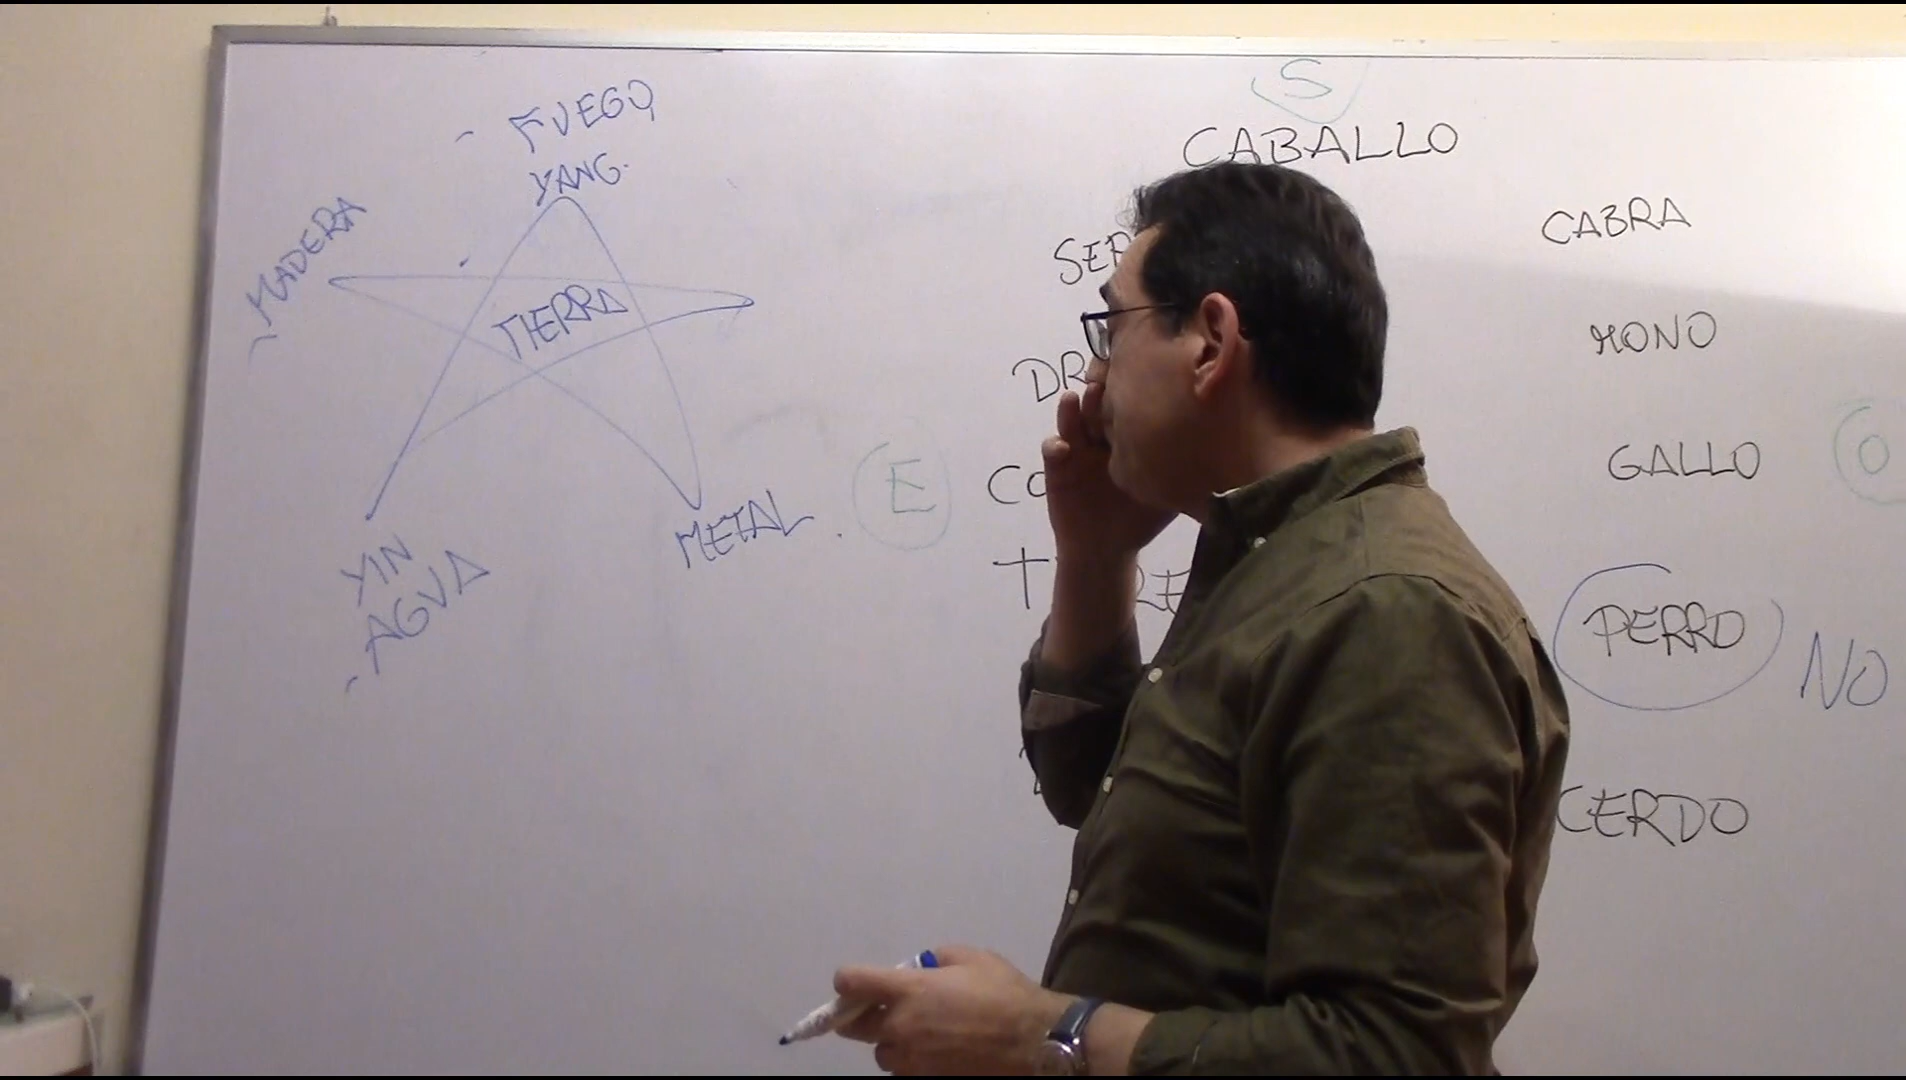 FUEGO
YANG.
MADERA
TIERRA
METAL.
YIN
AGUA
S
CABALLO
CABRA
MONO
E
GALLO
O
PERRO
NO
CERDO